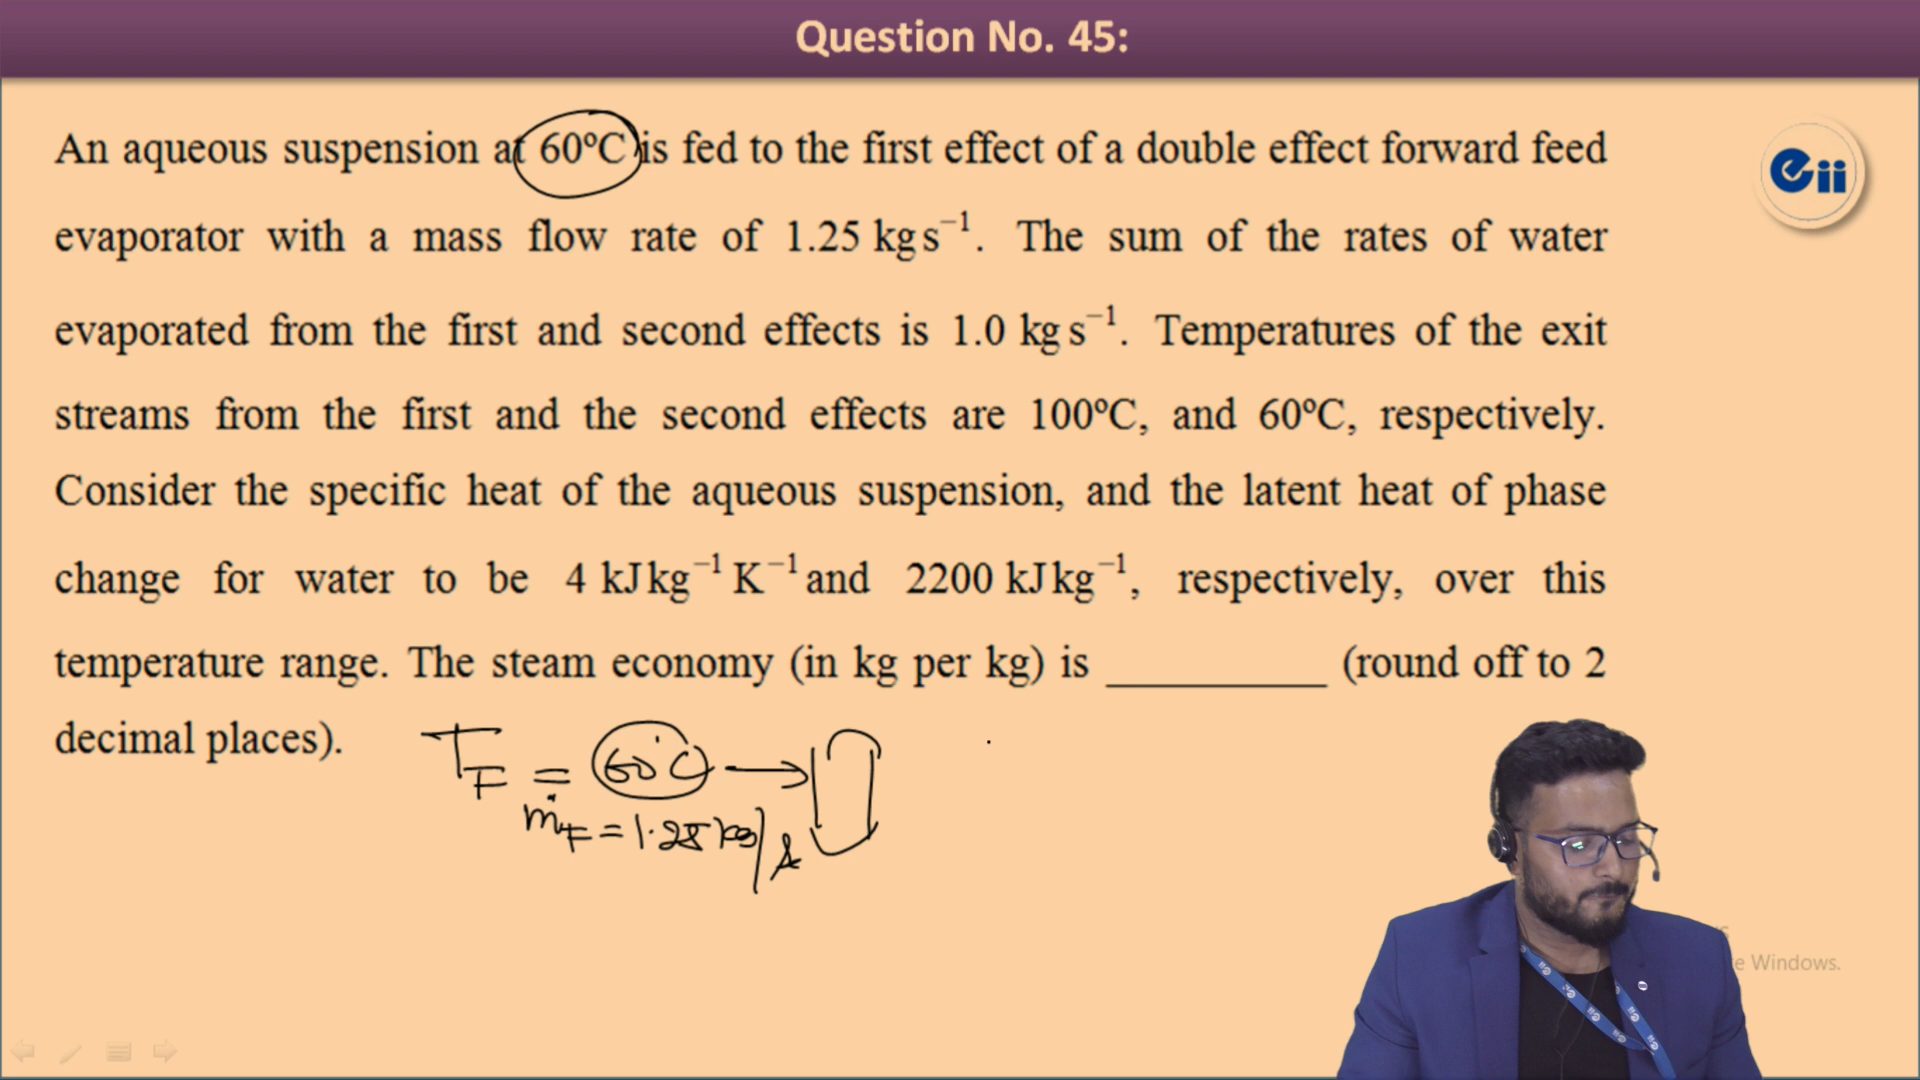 Question No. 45:
An aqueous suspension at 60°C is fed to the first effect of a double effect forward feed
evaporator with a mass flow rate of 1.25 kg s⁻¹. The sum of the rates of water
evaporated from the first and second effects is 1.0 kg s⁻¹. Temperatures of the exit
streams from the first and the second effects are 100°C, and 60°C, respectively.
Consider the specific heat of the aqueous suspension, and the latent heat of phase
change for water to be 4 kJ kg⁻¹ K⁻¹ and 2200 kJ kg⁻¹, respectively, over this
temperature range. The steam economy (in kg per kg) is __________ (round off to 2
decimal places).
T_F = 60°C →
ṁ_F = 1.25 kg/s
eii
e Windows.